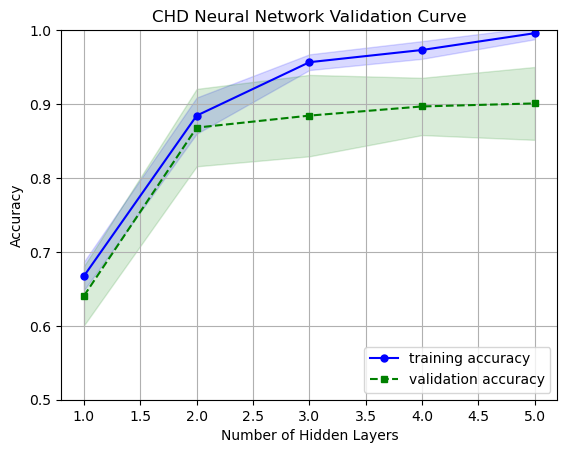 CHD Neural Network Validation Curve
1.0
0.9
0.8
0.7
0.6
0.5
Accuracy
training accuracy
validation accuracy
1.0 1.5 2.0 2.5 3.0 3.5 4.0 4.5 5.0
Number of Hidden Layers